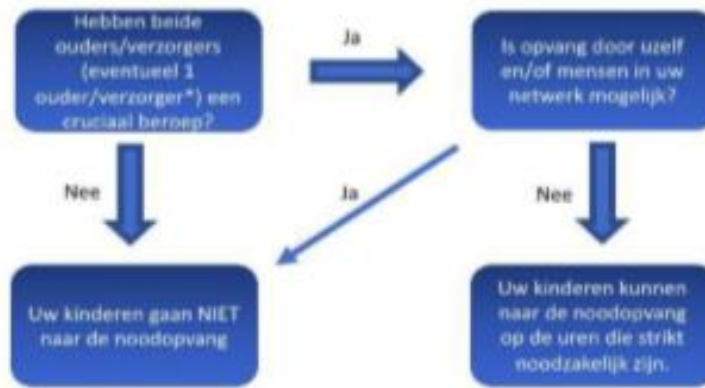 Hebben beide
ouders/verzorgers
(eventueel 1
ouder/verzorger*) een
cruciaal beroep?
Ja
Is opvang door uzelf
en/of mensen in uw
netwerk mogelijk?
Nee
Ja
Nee
Uw kinderen gaan NIET
naar de noodopvang
Uw kinderen kunnen
naar de noodopvang
op de uren die strikt
noodzakelijk zijn.